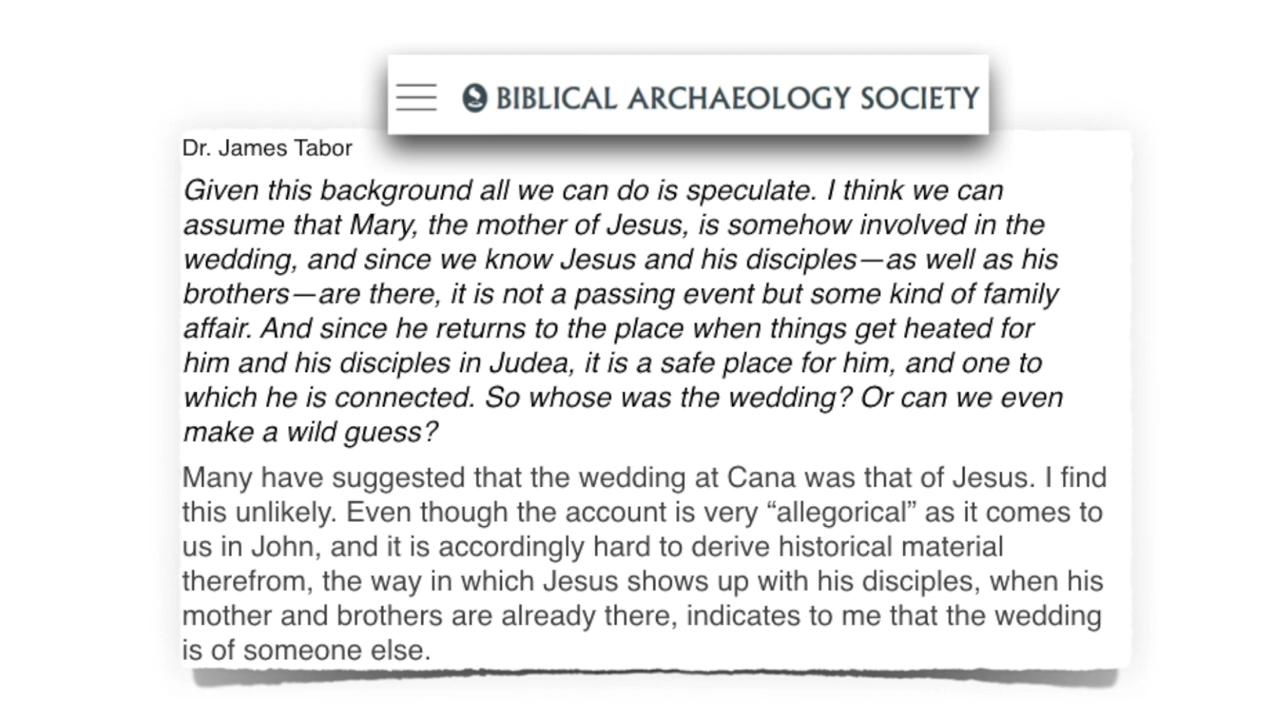 BIBLICAL ARCHAEOLOGY SOCIETY
Dr. James Tabor
Given this background all we can do is speculate. I think we can
assume that Mary, the mother of Jesus, is somehow involved in the
wedding, and since we know Jesus and his disciples—as well as his
brothers—are there, it is not a passing event but some kind of family
affair. And since he returns to the place when things get heated for
him and his disciples in Judea, it is a safe place for him, and one to
which he is connected. So whose was the wedding? Or can we even
make a wild guess?
Many have suggested that the wedding at Cana was that of Jesus. I find
this unlikely. Even though the account is very “allegorical” as it comes to
us in John, and it is accordingly hard to derive historical material
therefrom, the way in which Jesus shows up with his disciples, when his
mother and brothers are already there, indicates to me that the wedding
is of someone else.